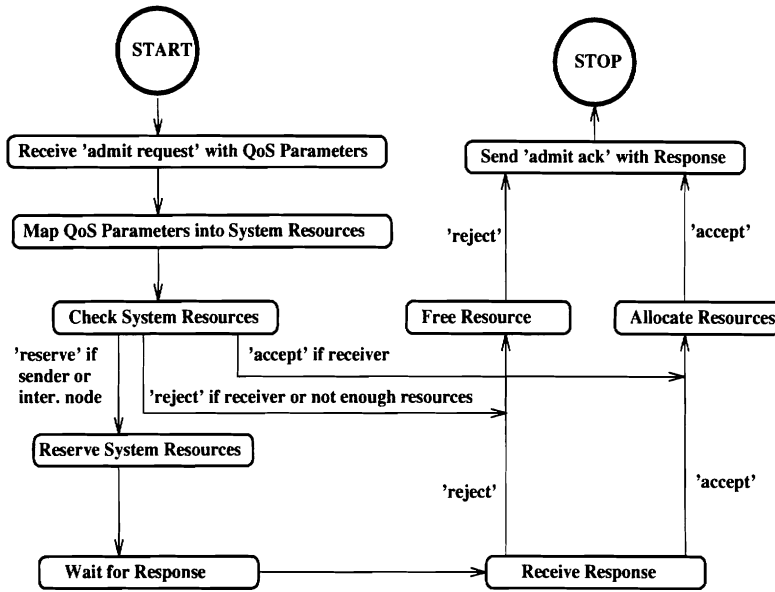 START
STOP
Receive 'admit request' with QoS Parameters
Send 'admit ack' with Response
Map QoS Parameters into System Resources
'reject'
'accept'
Check System Resources
Free Resource
Allocate Resources
'reserve' if
sender or
inter. node
'accept' if receiver
'reject' if receiver or not enough resources
Reserve System Resources
'reject'
'accept'
Wait for Response
Receive Response